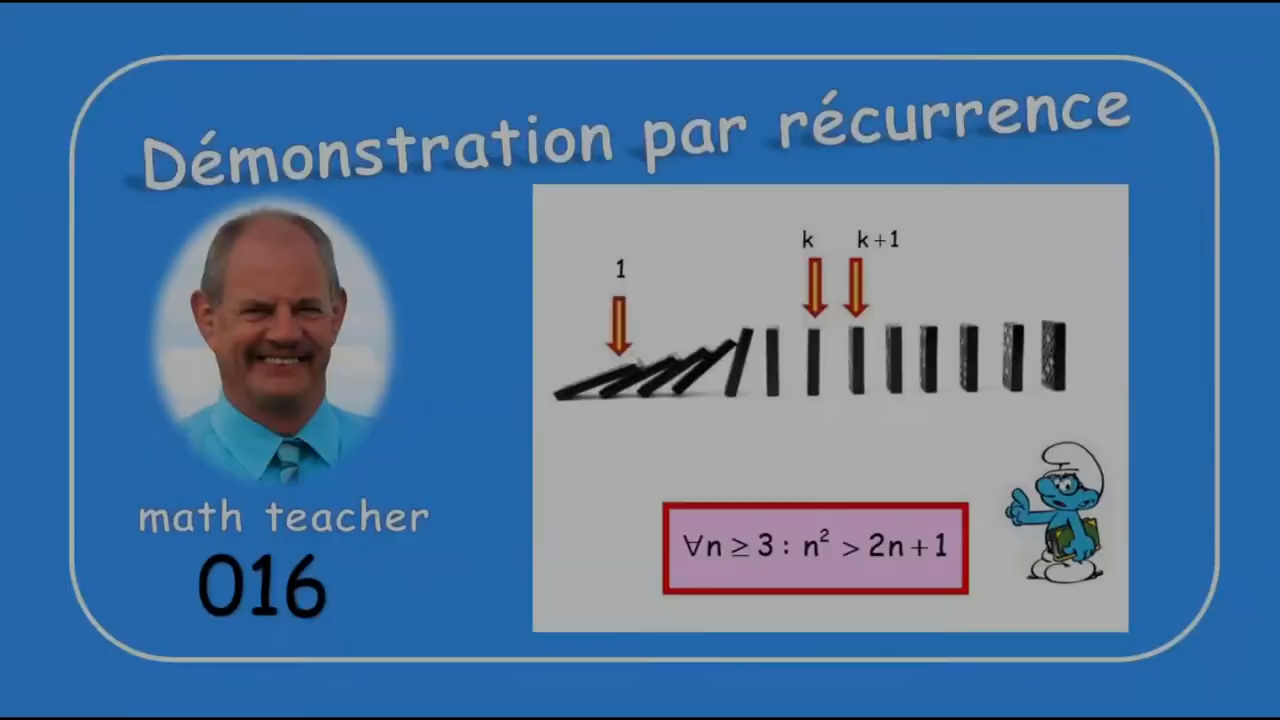 Démonstration par récurrence
1
k
k+1
∀n ≥ 3 : n² > 2n+1
math teacher
016